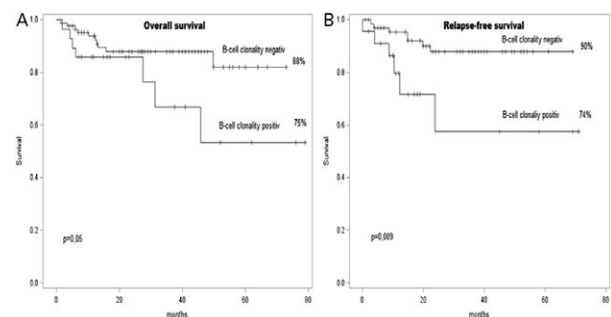 A
Overall survival
1.0
0.8
0.6
0.4
0.2
0.0
Survival
B-cell clonality negativ
88%
B-cell clonality positiv
75%
p=0,05
0
20
40
60
80
months
B
Relapse-free survival
1.0
0.8
0.6
0.4
0.2
0.0
Survival
B-cell clonality negativ
90%
B-cell clonaliy positiv
74%
p=0,009
0
20
40
60
80
months